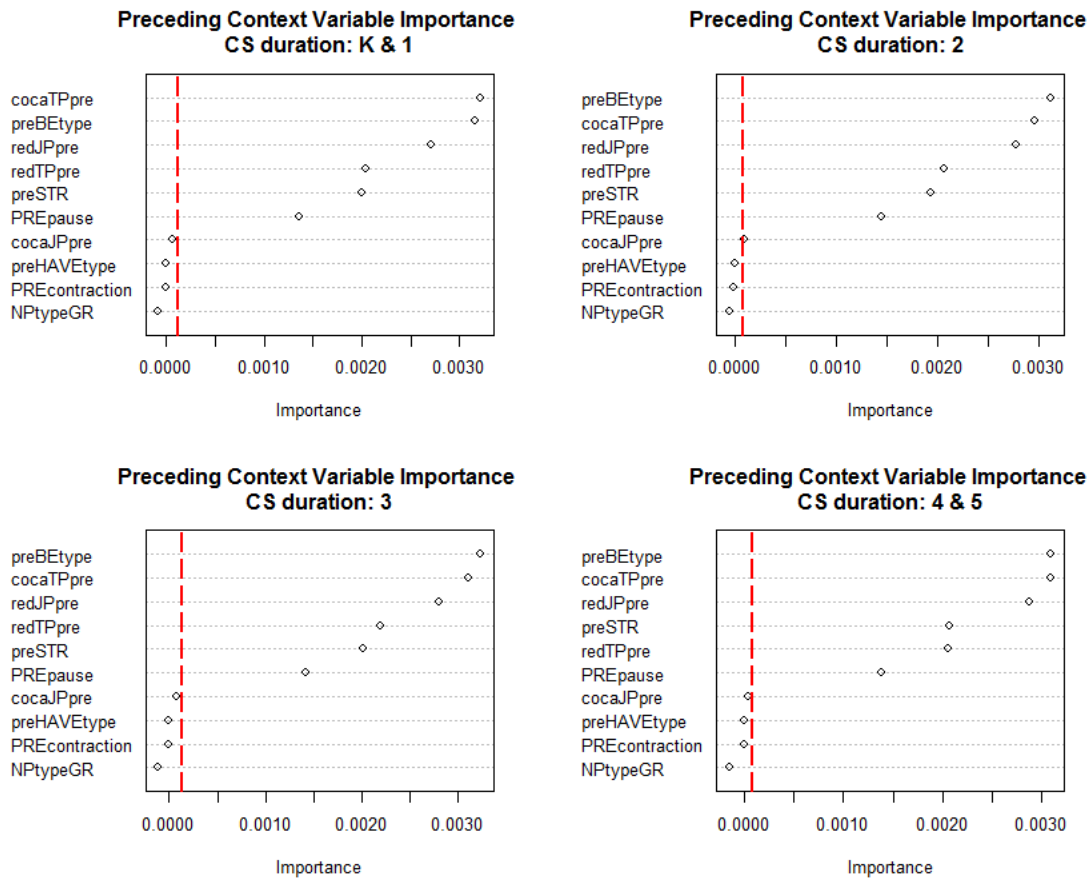 Preceding Context Variable Importance
CS duration: K & 1
cocaTPpre
preBEtype
redJPpre
redTPpre
preSTR
PREpause
cocaJPpre
preHAVEtype
PREcontraction
NPtypeGR
0.0000 0.0010 0.0020 0.0030
Importance
Preceding Context Variable Importance
CS duration: 2
preBEtype
cocaTPpre
redJPpre
redTPpre
preSTR
PREpause
cocaJPpre
preHAVEtype
PREcontraction
NPtypeGR
0.0000 0.0010 0.0020 0.0030
Importance
Preceding Context Variable Importance
CS duration: 3
preBEtype
cocaTPpre
redJPpre
redTPpre
preSTR
PREpause
cocaJPpre
preHAVEtype
PREcontraction
NPtypeGR
0.0000 0.0010 0.0020 0.0030
Importance
Preceding Context Variable Importance
CS duration: 4 & 5
preBEtype
cocaTPpre
redJPpre
preSTR
redTPpre
PREpause
cocaJPpre
preHAVEtype
PREcontraction
NPtypeGR
0.0000 0.0010 0.0020 0.0030
Importance